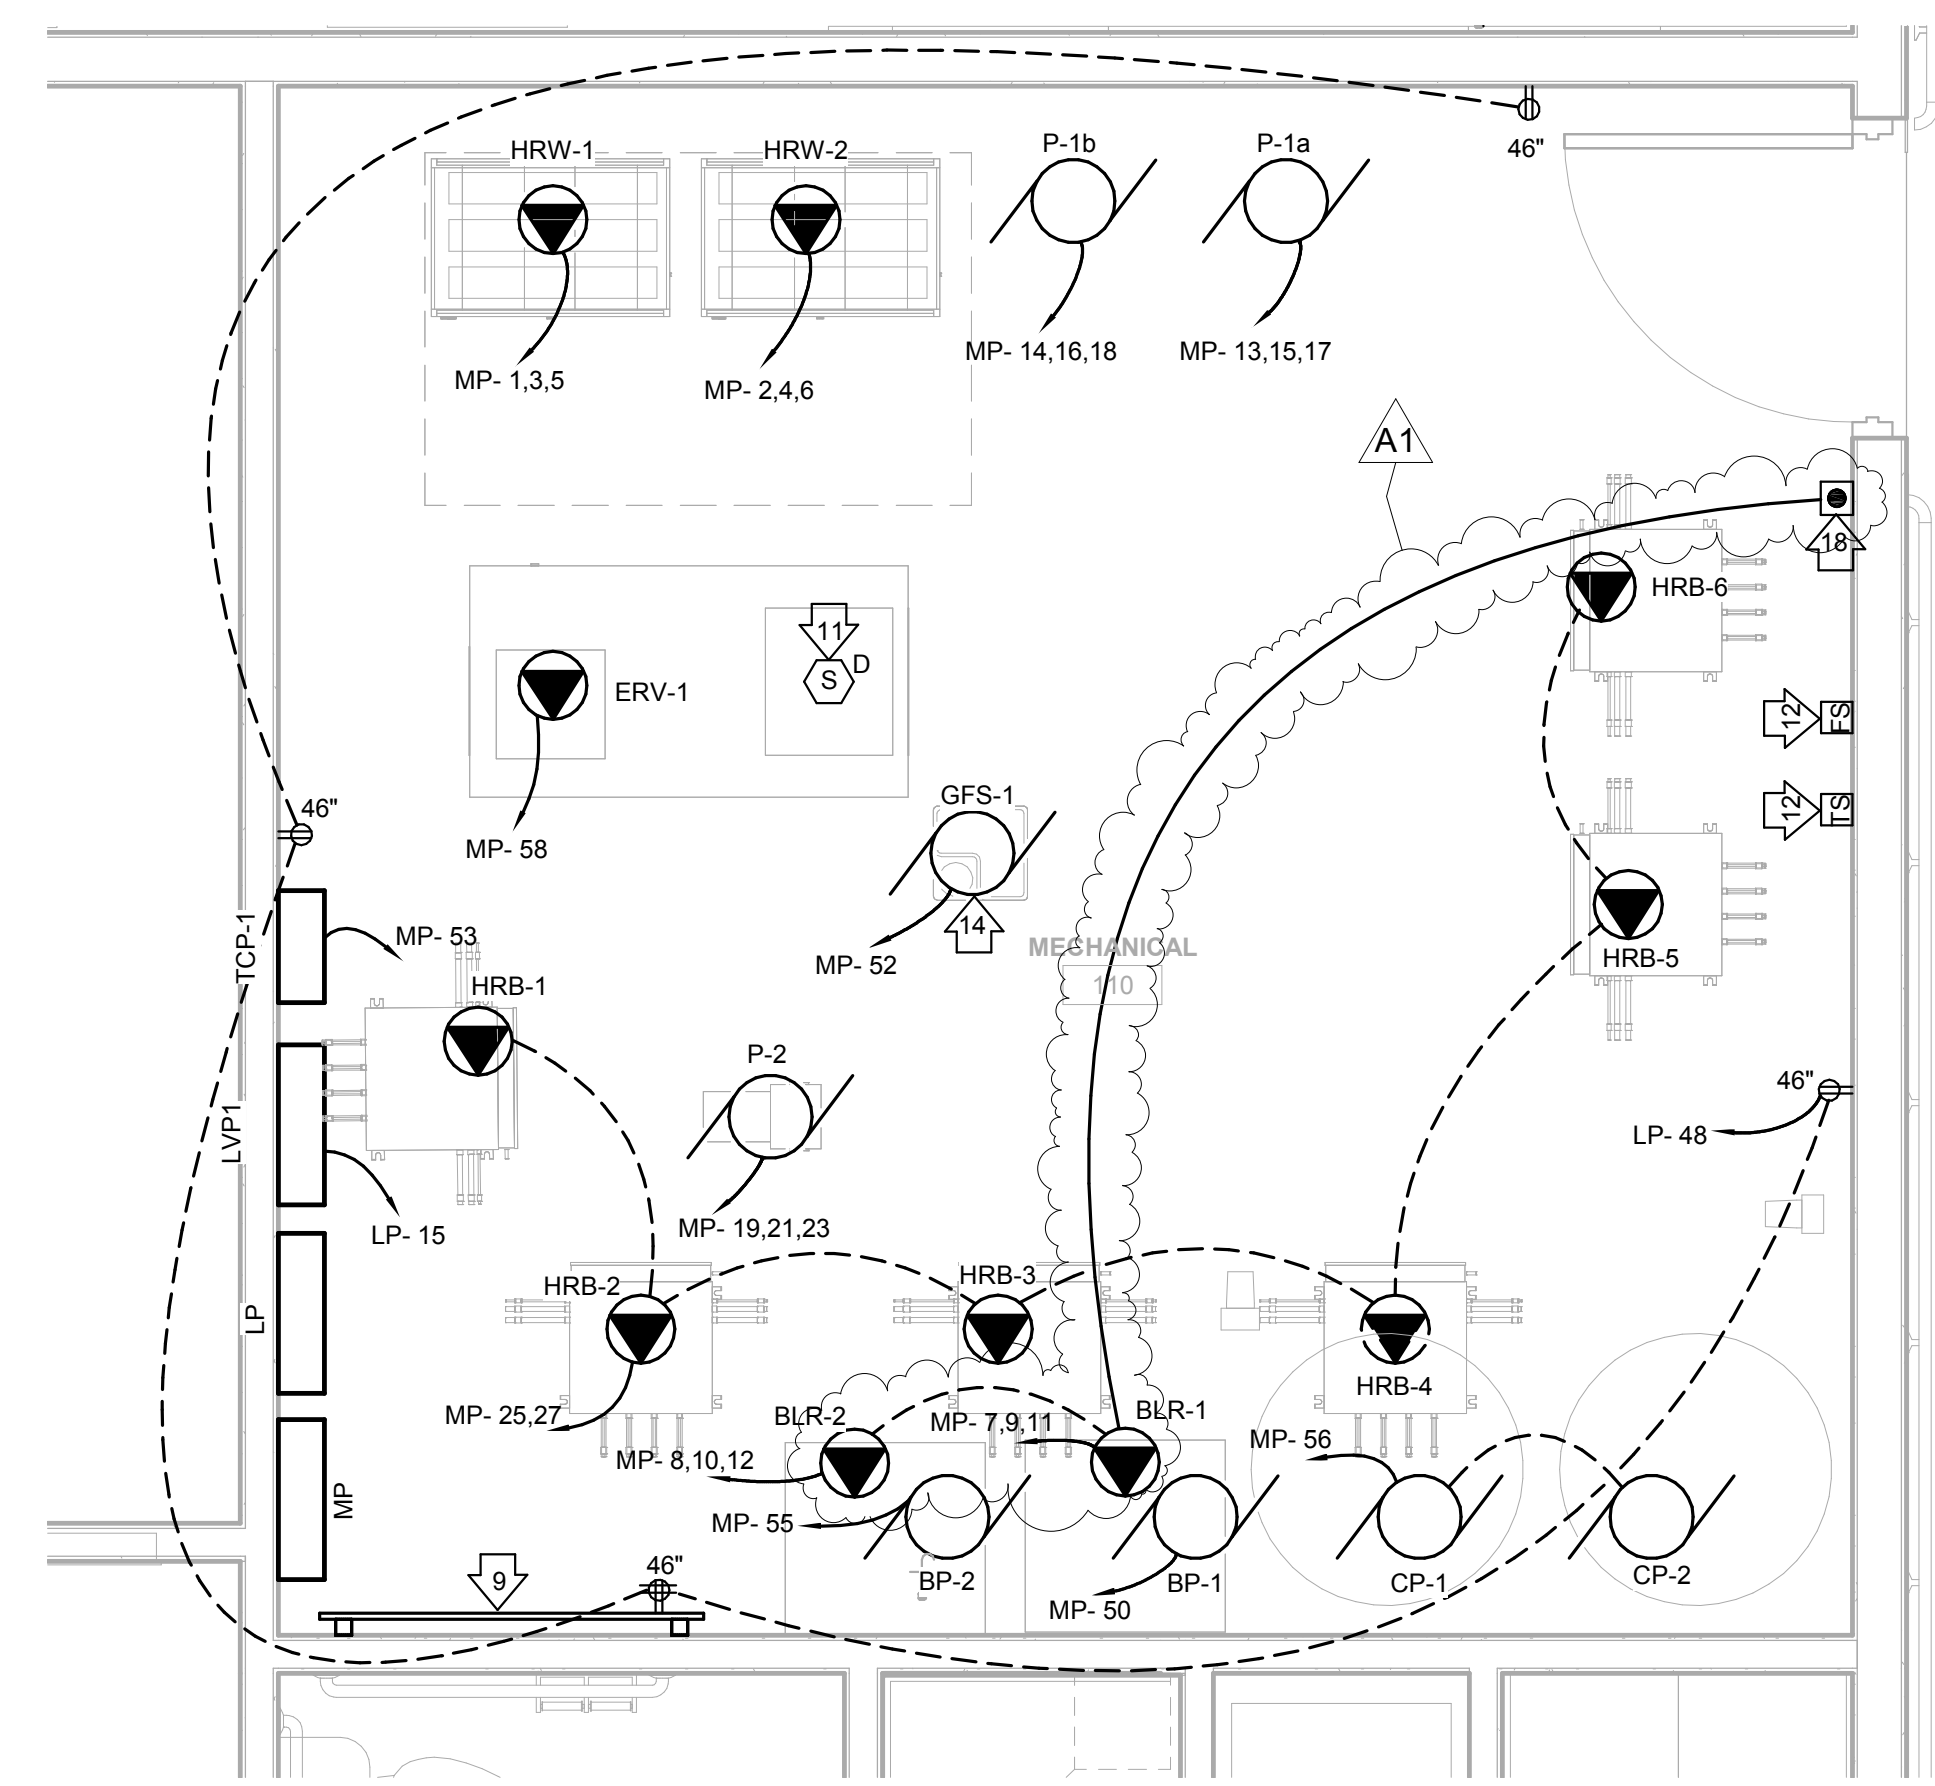 HRW-1
HRW-2
P-1b
P-1a
46"
MP- 1,3,5
MP- 2,4,6
MP- 14,16,18
MP- 13,15,17
A1
18
HRB-6
11
S
D
ERV-1
12
FS
46"
GFS-1
12
TS
MP- 58
TCP-1
MP- 53
14
MP- 52
MECHANICAL
110
HRB-5
HRB-1
P-2
46"
LVP1
LP- 48
LP- 15
MP- 19,21,23
HRB-2
HRB-3
LP
HRB-4
MP- 25,27
BLR-2
MP- 7,9,11
BLR-1
MP- 56
MP- 8,10,12
MP
MP- 55
9
46"
BP-2
BP-1
CP-1
CP-2
MP- 50